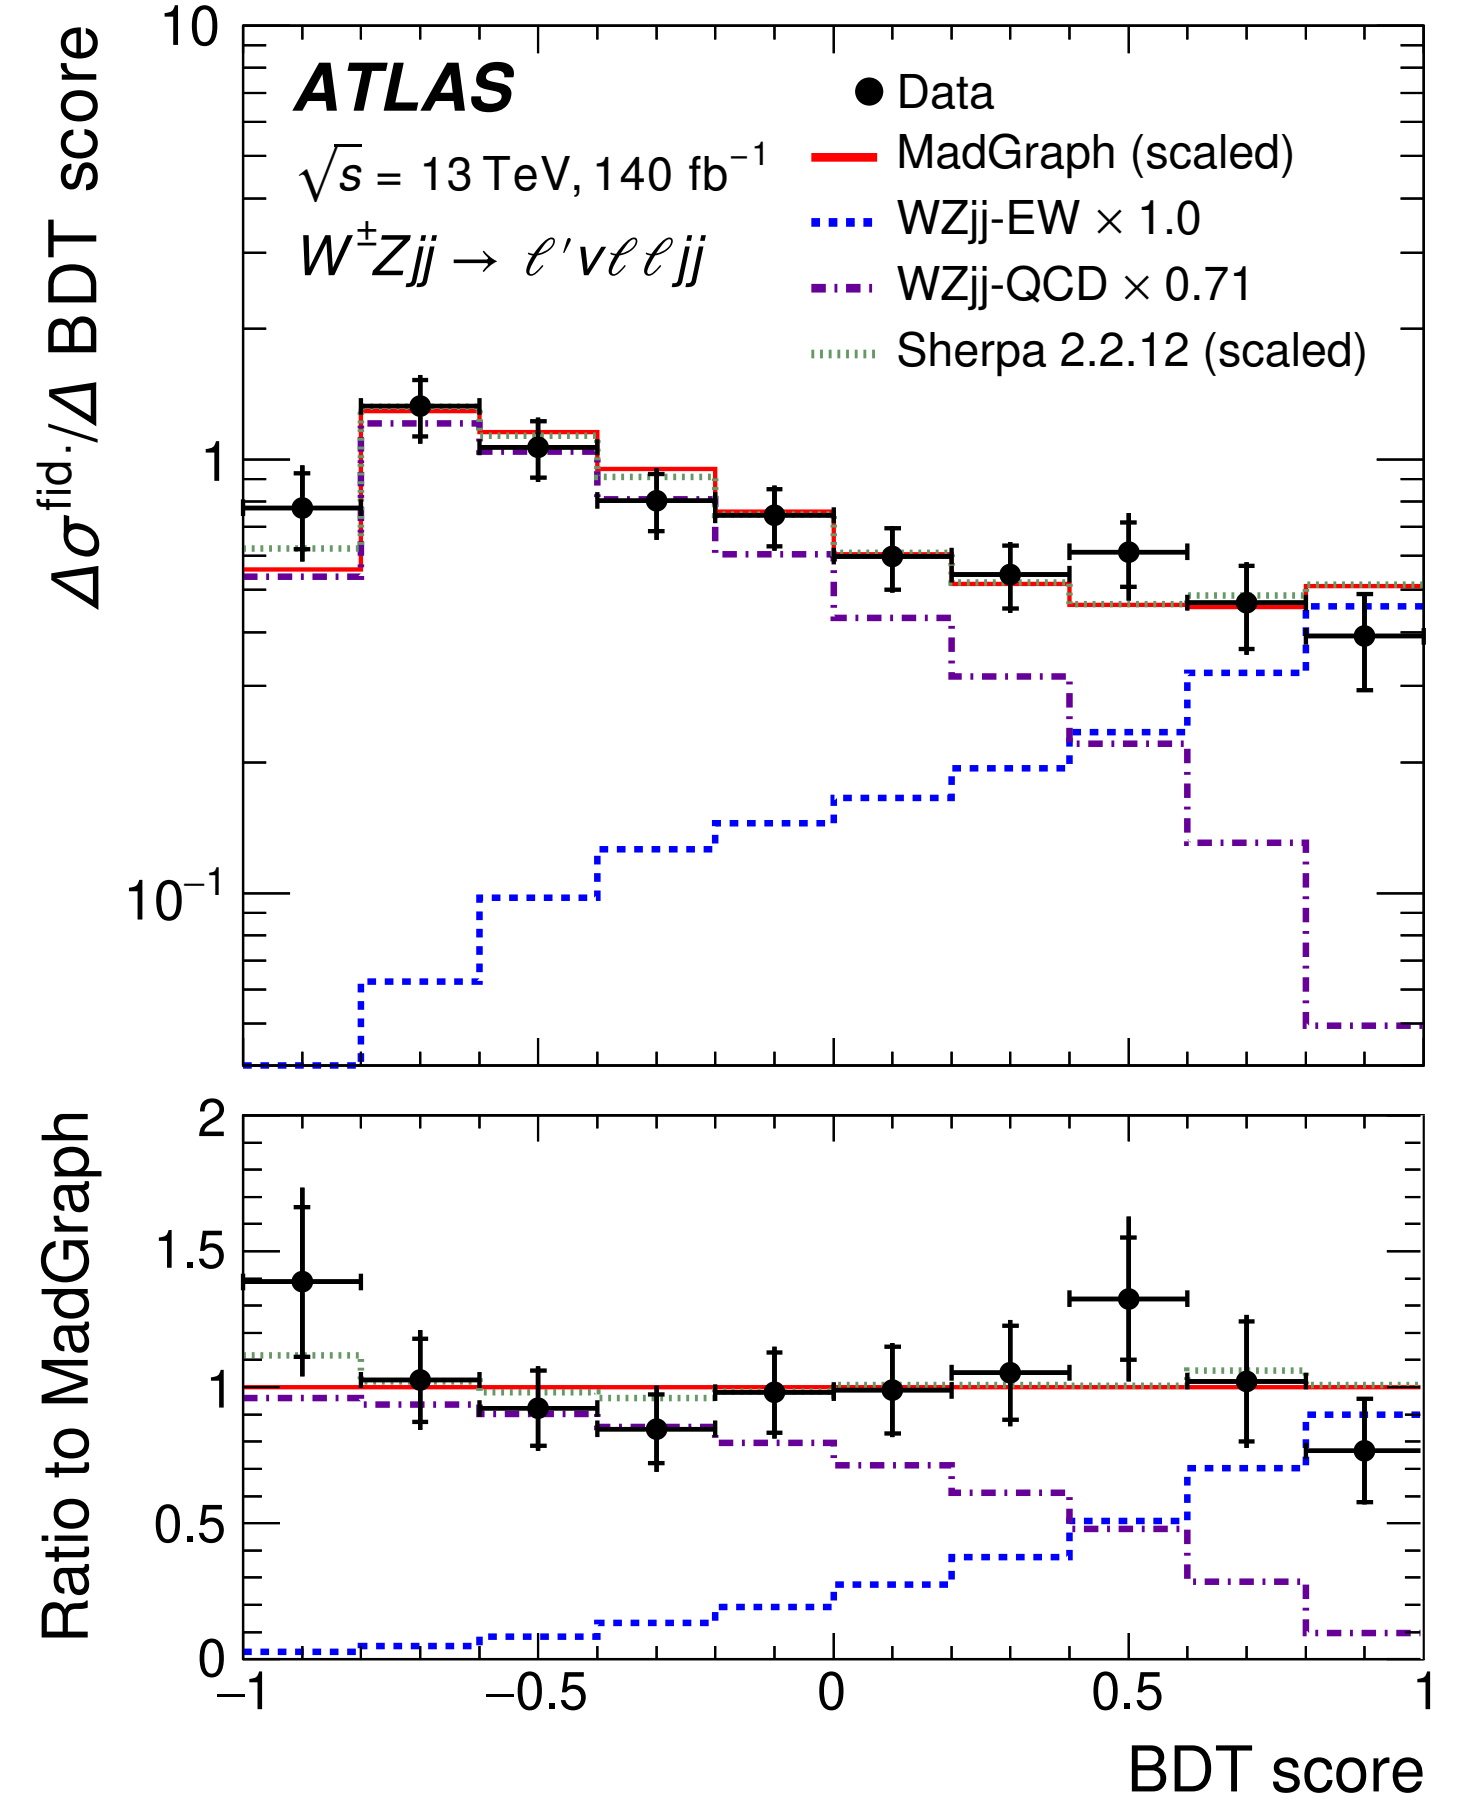 Δσ^fid./Δ BDT score
10
1
10⁻¹
ATLAS
√s = 13 TeV, 140 fb⁻¹
W^±Zjj → ℓ′νℓℓjj
Data
MadGraph (scaled)
WZjj-EW × 1.0
WZjj-QCD × 0.71
Sherpa 2.2.12 (scaled)
Ratio to MadGraph
2
1.5
1
0.5
0
−1 −0.5 0 0.5 1
BDT score